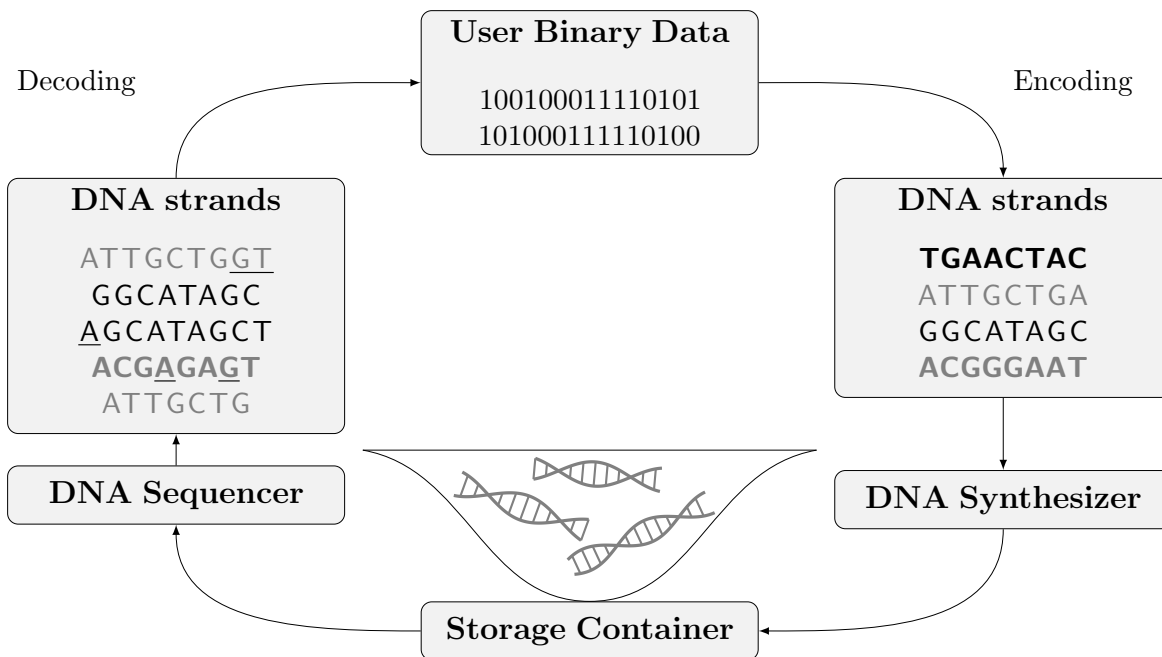 User Binary Data
100100011110101
101000111110100
Decoding
Encoding
DNA strands
ATTGCTGGT
GGCATAGC
AGCATAGCT
ACGAGAGT
ATTGCTG
DNA strands
TGAACTAC
ATTGCTGA
GGCATAGC
ACGGGAAT
DNA Sequencer
DNA Synthesizer
Storage Container